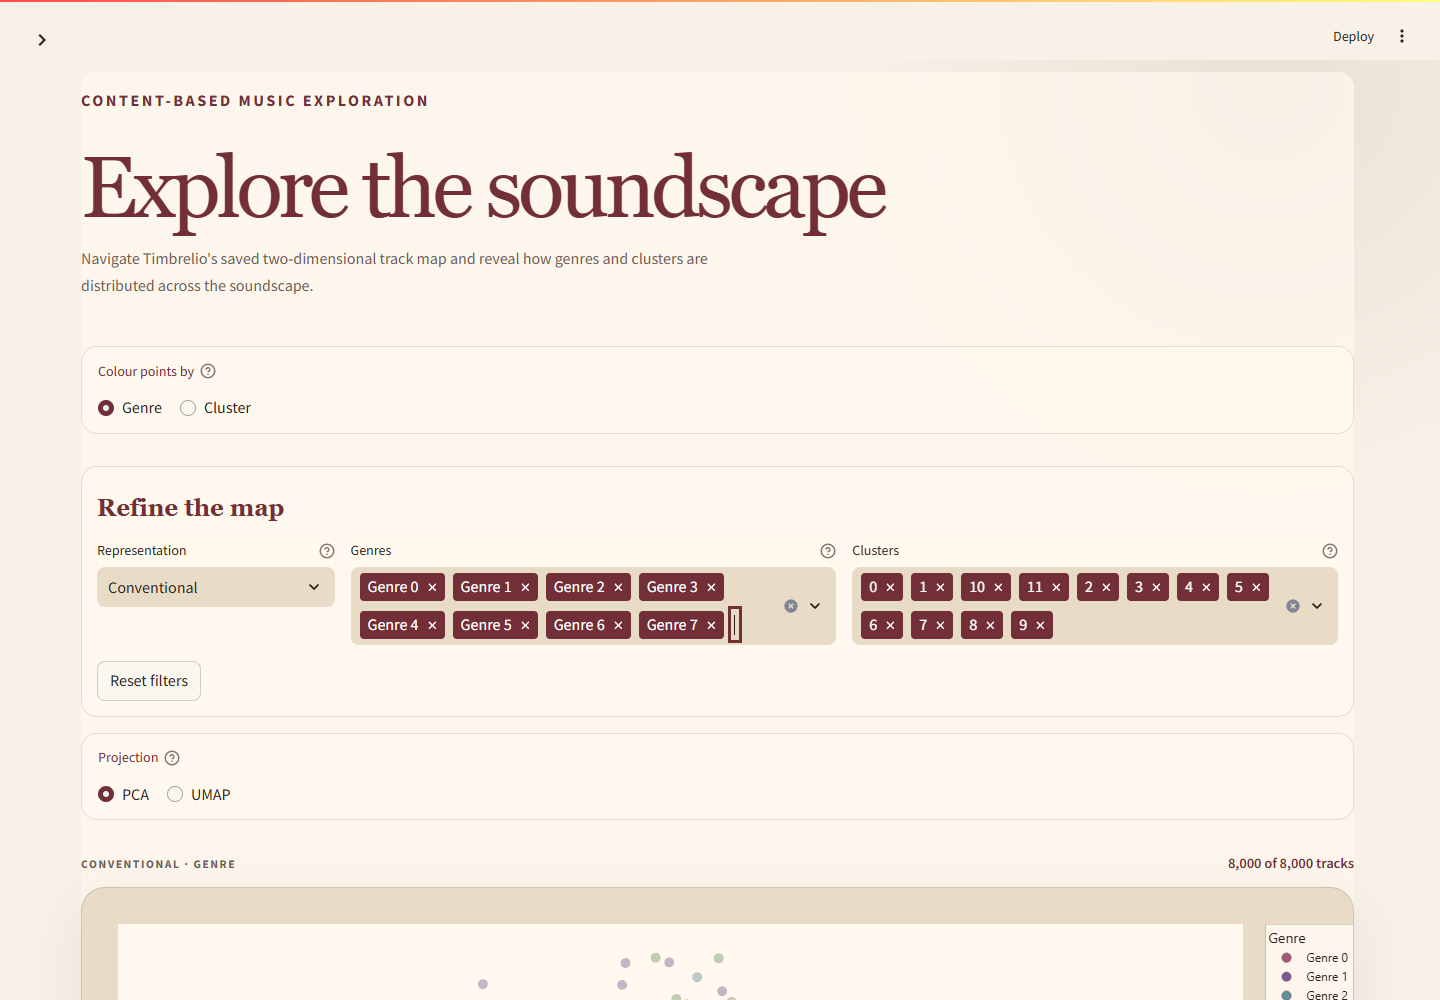 Deploy
CONTENT-BASED MUSIC EXPLORATION
Explore the soundscape
Navigate Timbrelio's saved two-dimensional track map and reveal how genres and clusters are
distributed across the soundscape.
Colour points by
Genre Cluster
Refine the map
Representation Genres Clusters
Conventional
Genre 0 Genre 1 Genre 2 Genre 3
Genre 4 Genre 5 Genre 6 Genre 7
0 1 10 11 2 3 4 5
6 7 8 9
Reset filters
Projection
PCA UMAP
CONVENTIONAL · GENRE
8,000 of 8,000 tracks
Genre
Genre 0
Genre 1
Genre 2